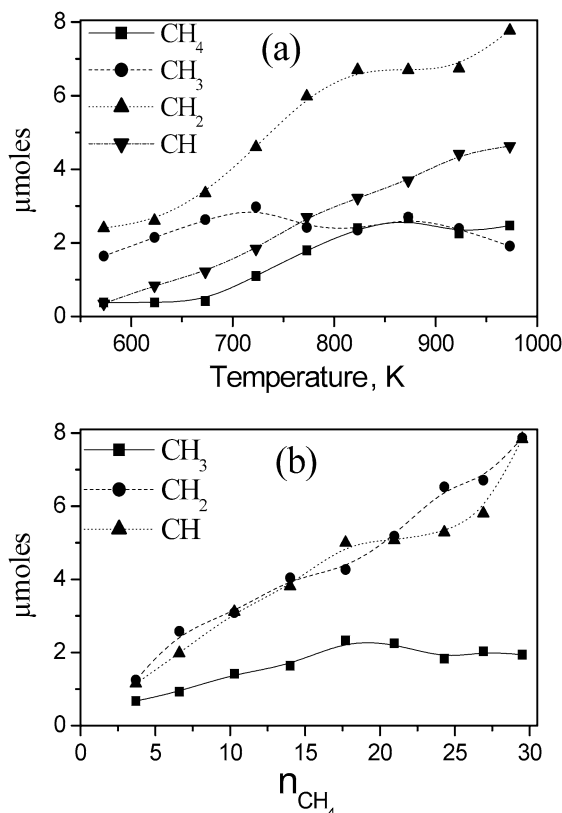 8
6
4
2
0
μmoles
CH4
CH3
CH2
CH
(a)
600 700 800 900 1000
Temperature, K
8
6
4
2
0
μmoles
CH3
CH2
CH
(b)
0 5 10 15 20 25 30
nCH4